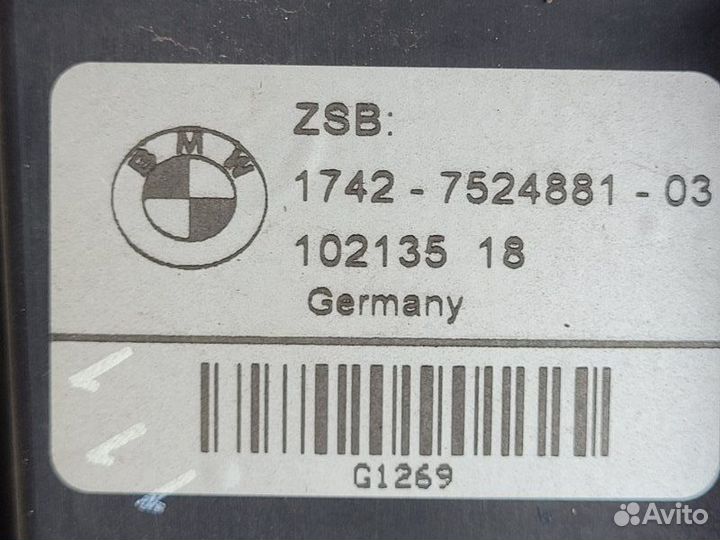 BMW
ZSB:
1742 - 7524881 - 03
102135 18
Germany
G1269
Avito